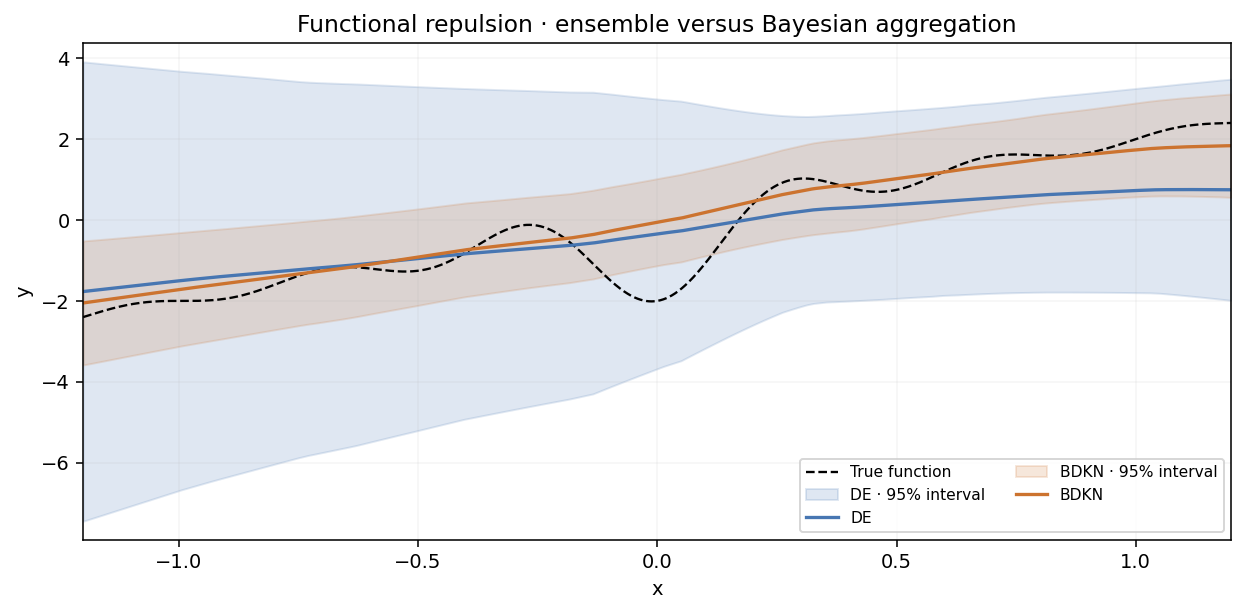 Functional repulsion · ensemble versus Bayesian aggregation
4
2
0
−2
−4
−6
y
−1.0
−0.5
0.0
0.5
1.0
x
True function
DE · 95% interval
DE
BDKN · 95% interval
BDKN